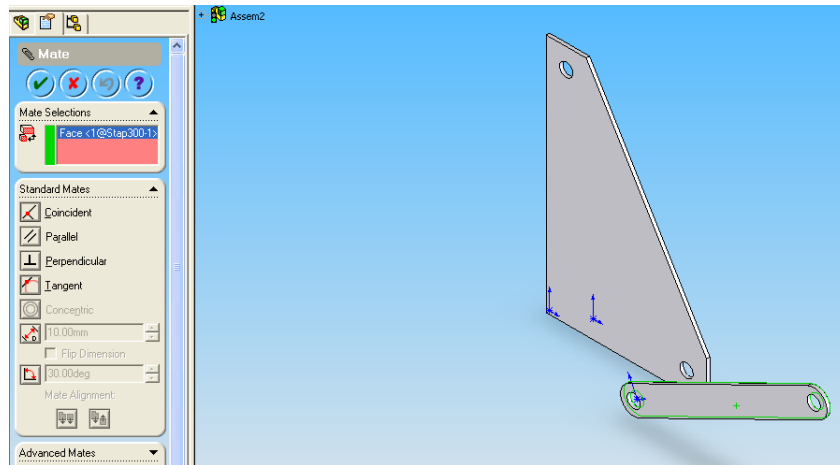 Assem2
Mate
Mate Selections
Face <1@Stap300-1>
Standard Mates
Coincident
Parallel
Perpendicular
Tangent
Concentric
10.00mm
Flip Dimension
30.00deg
Mate Alignment:
Advanced Mates